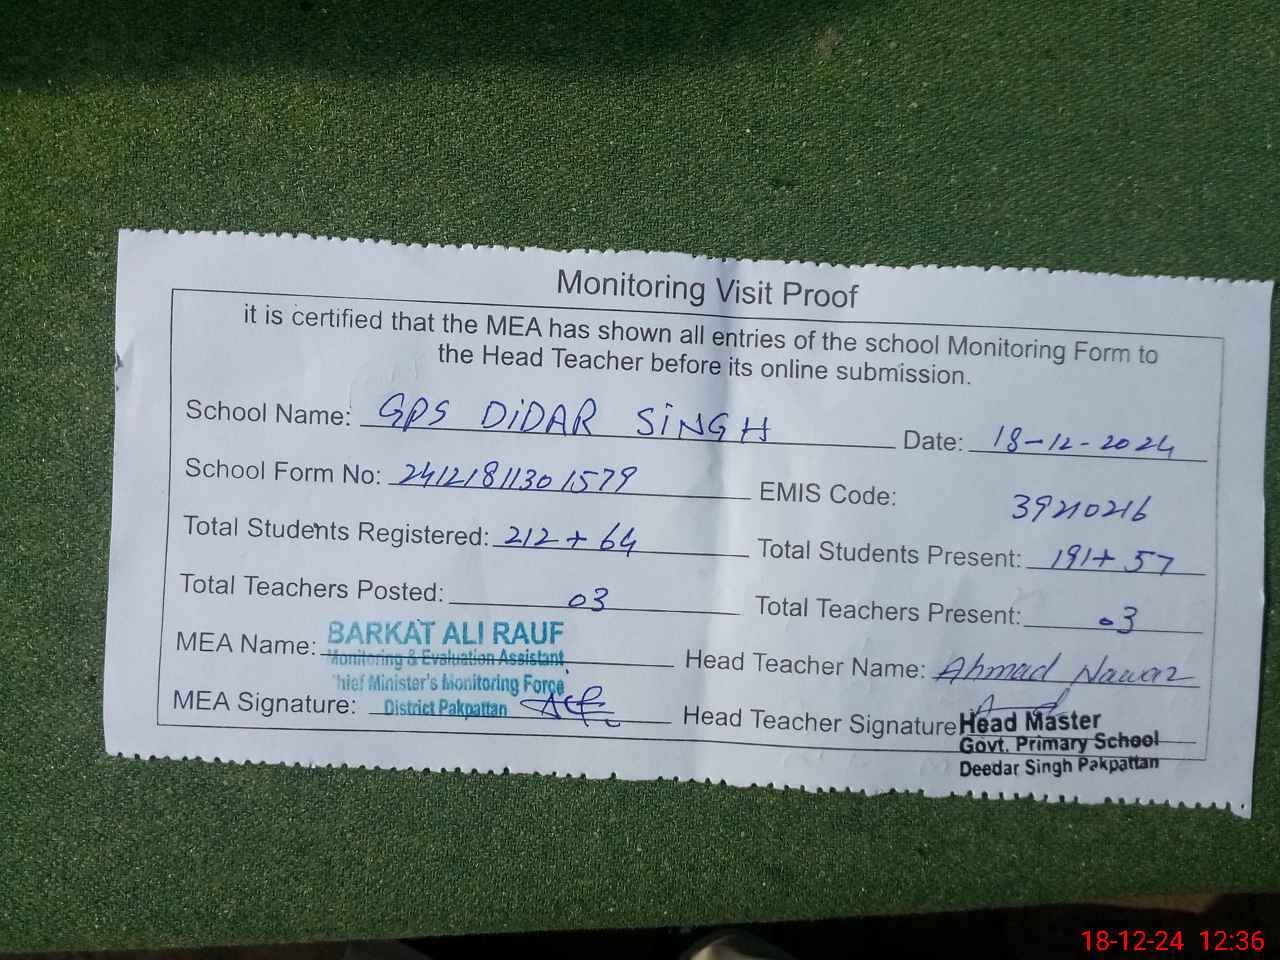 Monitoring Visit Proof
it is certified that the MEA has shown all entries of the school Monitoring Form to
the Head Teacher before its online submission.
School Name: GPS DiDAR SiNGH Date: 18-12-2024
School Form No: 2412181130 1579 EMIS Code: 39210216
Total Students Registered: 212 + 64 Total Students Present: 191 + 57
Total Teachers Posted: 03 Total Teachers Present: 03
MEA Name: BARKAT ALI RAUF Head Teacher Name: Ahmad Nawaz
Monitoring & Evaluation Assistant
hief Minister's Monitoring Force
MEA Signature: District Pakpattan Head Teacher Signature
Head Master
Govt. Primary School
Deedar Singh Pakpattan
18-12-24 12:36